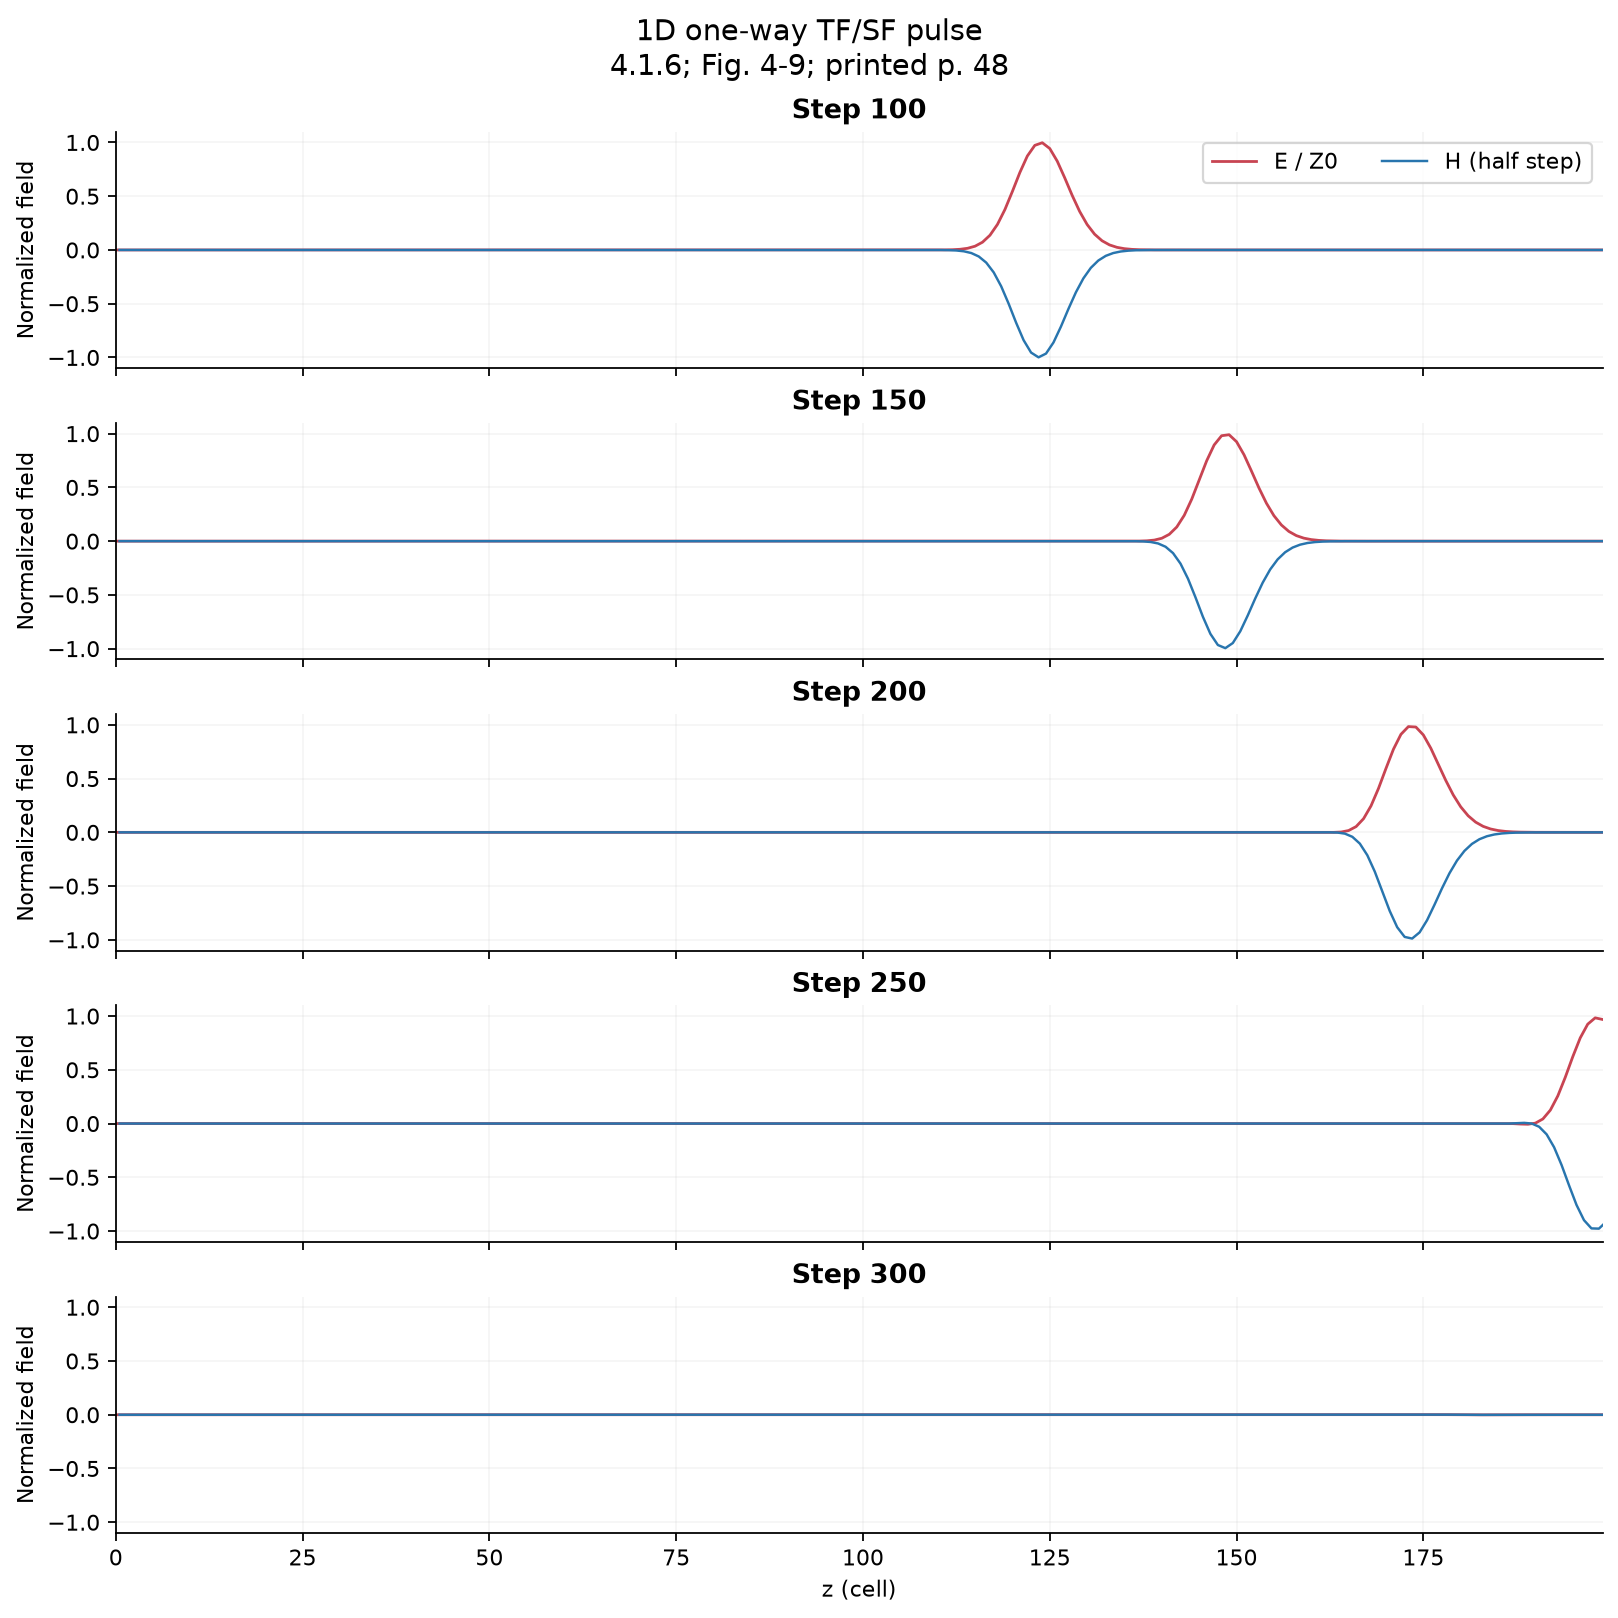 1D one-way TF/SF pulse
4.1.6; Fig. 4-9; printed p. 48
Step 100
E / Z0 H (half step)
Normalized field
1.0
0.5
0.0
−0.5
−1.0
Step 150
Normalized field
1.0
0.5
0.0
−0.5
−1.0
Step 200
Normalized field
1.0
0.5
0.0
−0.5
−1.0
Step 250
Normalized field
1.0
0.5
0.0
−0.5
−1.0
Step 300
Normalized field
1.0
0.5
0.0
−0.5
−1.0
0 25 50 75 100 125 150 175
z (cell)